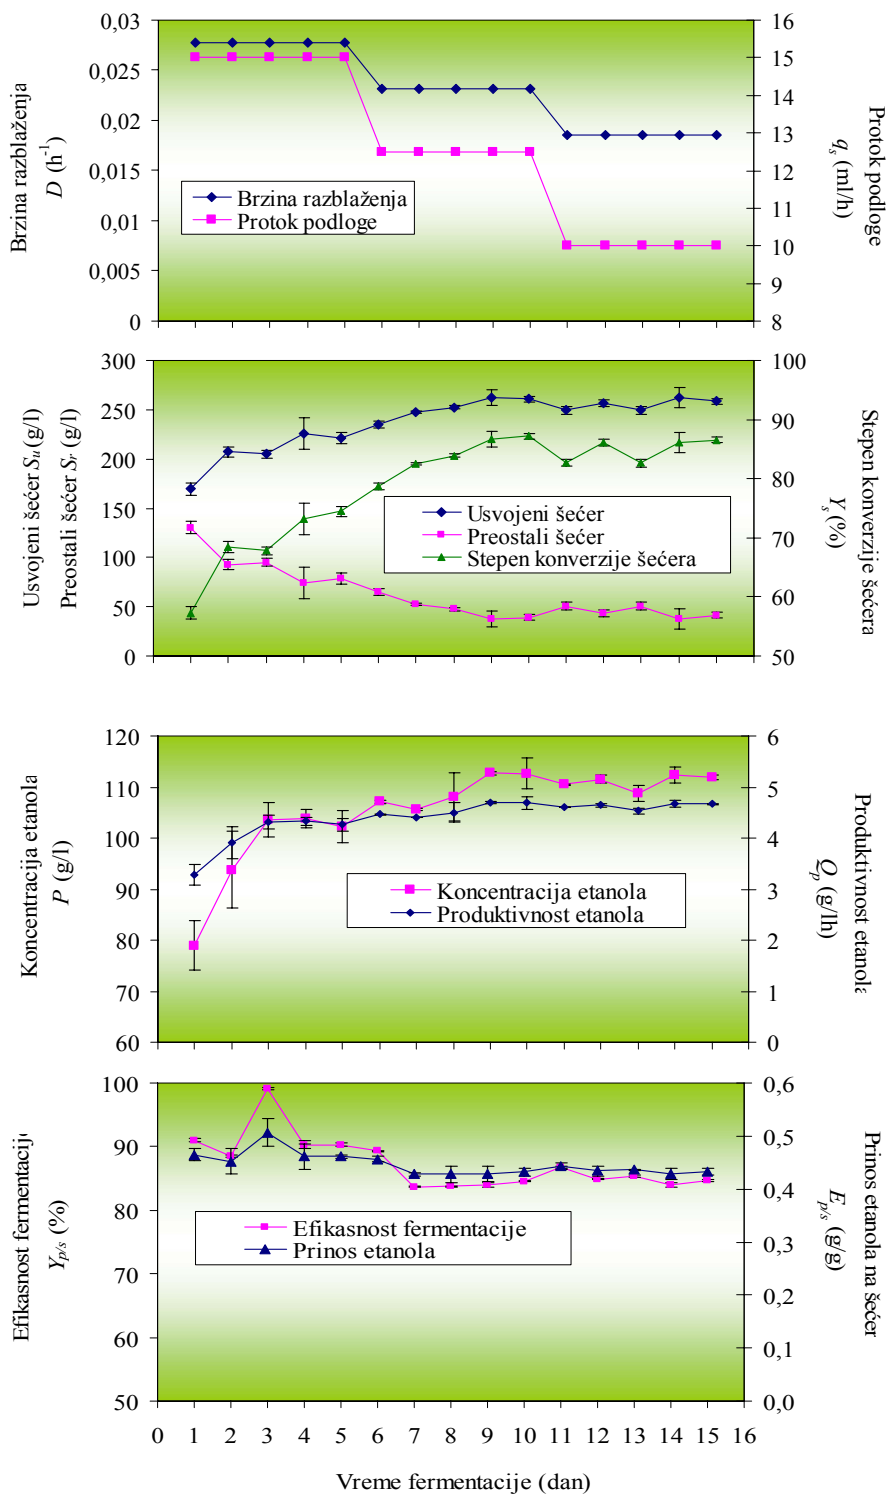 0,03
0,025
0,02
0,015
0,01
0,005
0
Brzina razblaženja
D (h-1)
16
15
14
13
12
11
10
9
8
Protok podloge
qs (ml/h)
Brzina razblaženja
Protok podloge
300
250
200
150
100
50
0
Usvojeni šećer Su (g/l)
Preostali šećer Sr (g/l)
100
90
80
70
60
50
Stepen konverzije šećera
Ys (%)
Usvojeni šećer
Preostali šećer
Stepen konverzije šećera
120
110
100
90
80
70
60
Koncentracija etanola
P (g/l)
6
5
4
3
2
1
0
Produktivnost etanola
Qp (g/lh)
Koncentracija etanola
Produktivnost etanola
100
90
80
70
60
50
Efikasnost fermentacije
Yp/s (%)
0,6
0,5
0,4
0,3
0,2
0,1
0,0
Prinos etanola na šećer
Ep/s (g/g)
Efikasnost fermentacije
Prinos etanola
0 1 2 3 4 5 6 7 8 9 10 11 12 13 14 15 16
Vreme fermentacije (dan)